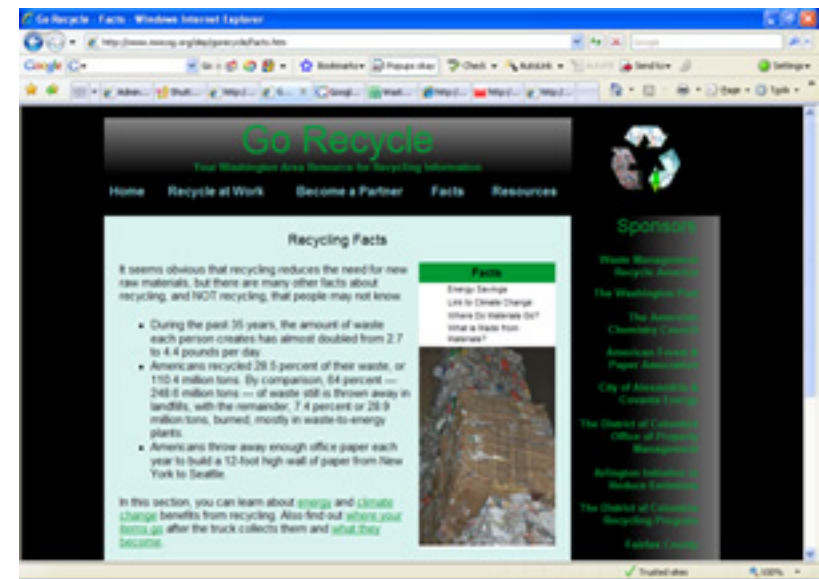 Go Recycle - Facts - Windows Internet Explorer
Google
Go Recycle
Your Washington Area Resource for Recycling Information
Home Recycle at Work Become a Partner Facts Resources
Recycling Facts
It seems obvious that recycling reduces the need for new
raw materials, but there are many other facts about
recycling, and NOT recycling, that people may not know.
During the past 35 years, the amount of waste
each person creates has almost doubled from 2.7
to 4.4 pounds per day.
Americans recycled 28.5 percent of their waste, or
110.4 million tons. By comparison, 64 percent —
248.6 million tons — of waste still is thrown away in
landfills, with the remainder, 7.4 percent or 28.9
million tons, burned, mostly in waste-to-energy
plants.
Americans throw away enough office paper each
year to build a 12-foot high wall of paper from New
York to Seattle.
In this section, you can learn about energy and climate
change benefits from recycling. Also find out where your
items go after the truck collects them and what they
become.
Facts
Energy Savings
Link to Climate Change
Where Do Materials Go?
What is Made from
Materials?
Sponsors
Waste Management
Recycle America
The Washington Post
The American
Chemistry Council
American Forest &
Paper Association
City of Alexandria &
Covanta Energy
The District of Columbia
Office of Property
Management
Arlington Initiative to
Reduce Emissions
The District of Columbia
Recycling Program
Fairfax County
Trusted sites
100%